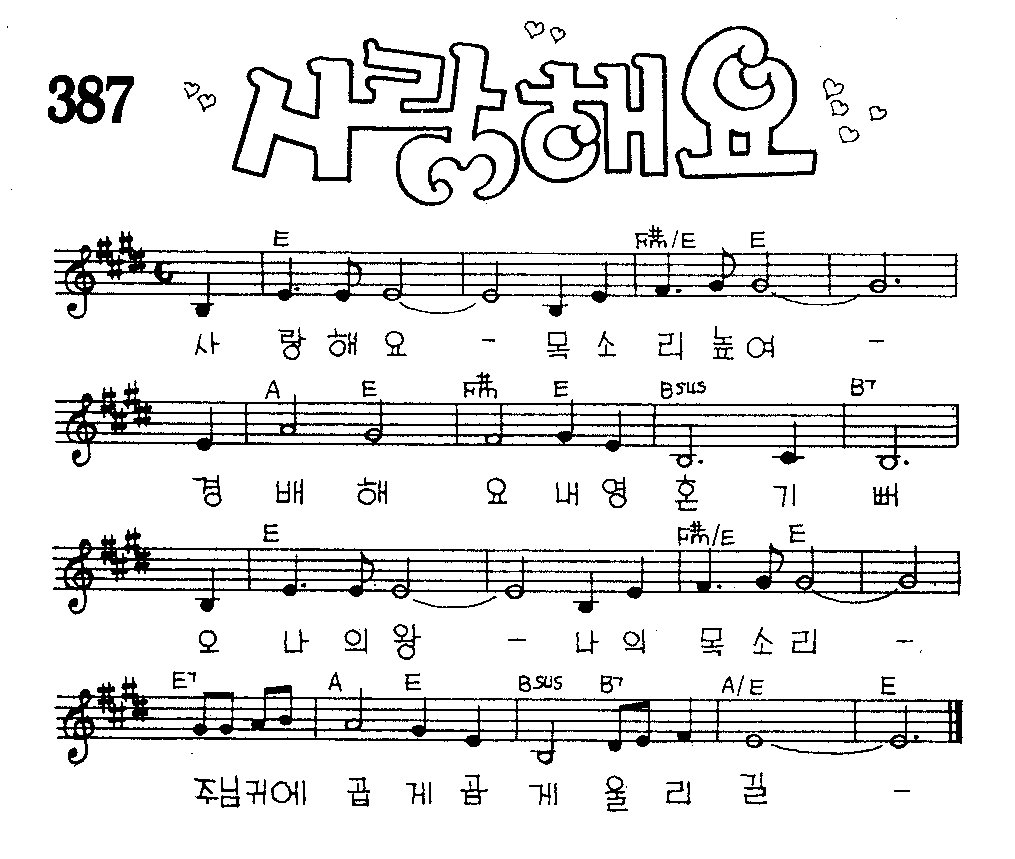 387
사랑해요
E F#m/E E
사 랑 해 요 - 목 소 리 높 여 -
A E F#m E Bsus B7
경 배 해 요 내 영 혼 기 뻐
E F#m/E E
오 나 의 왕 - 나 의 목 소 리 -
E7 A E Bsus B7 A/E E
주님귀에 곱 게 곱 게 울 리 길 -